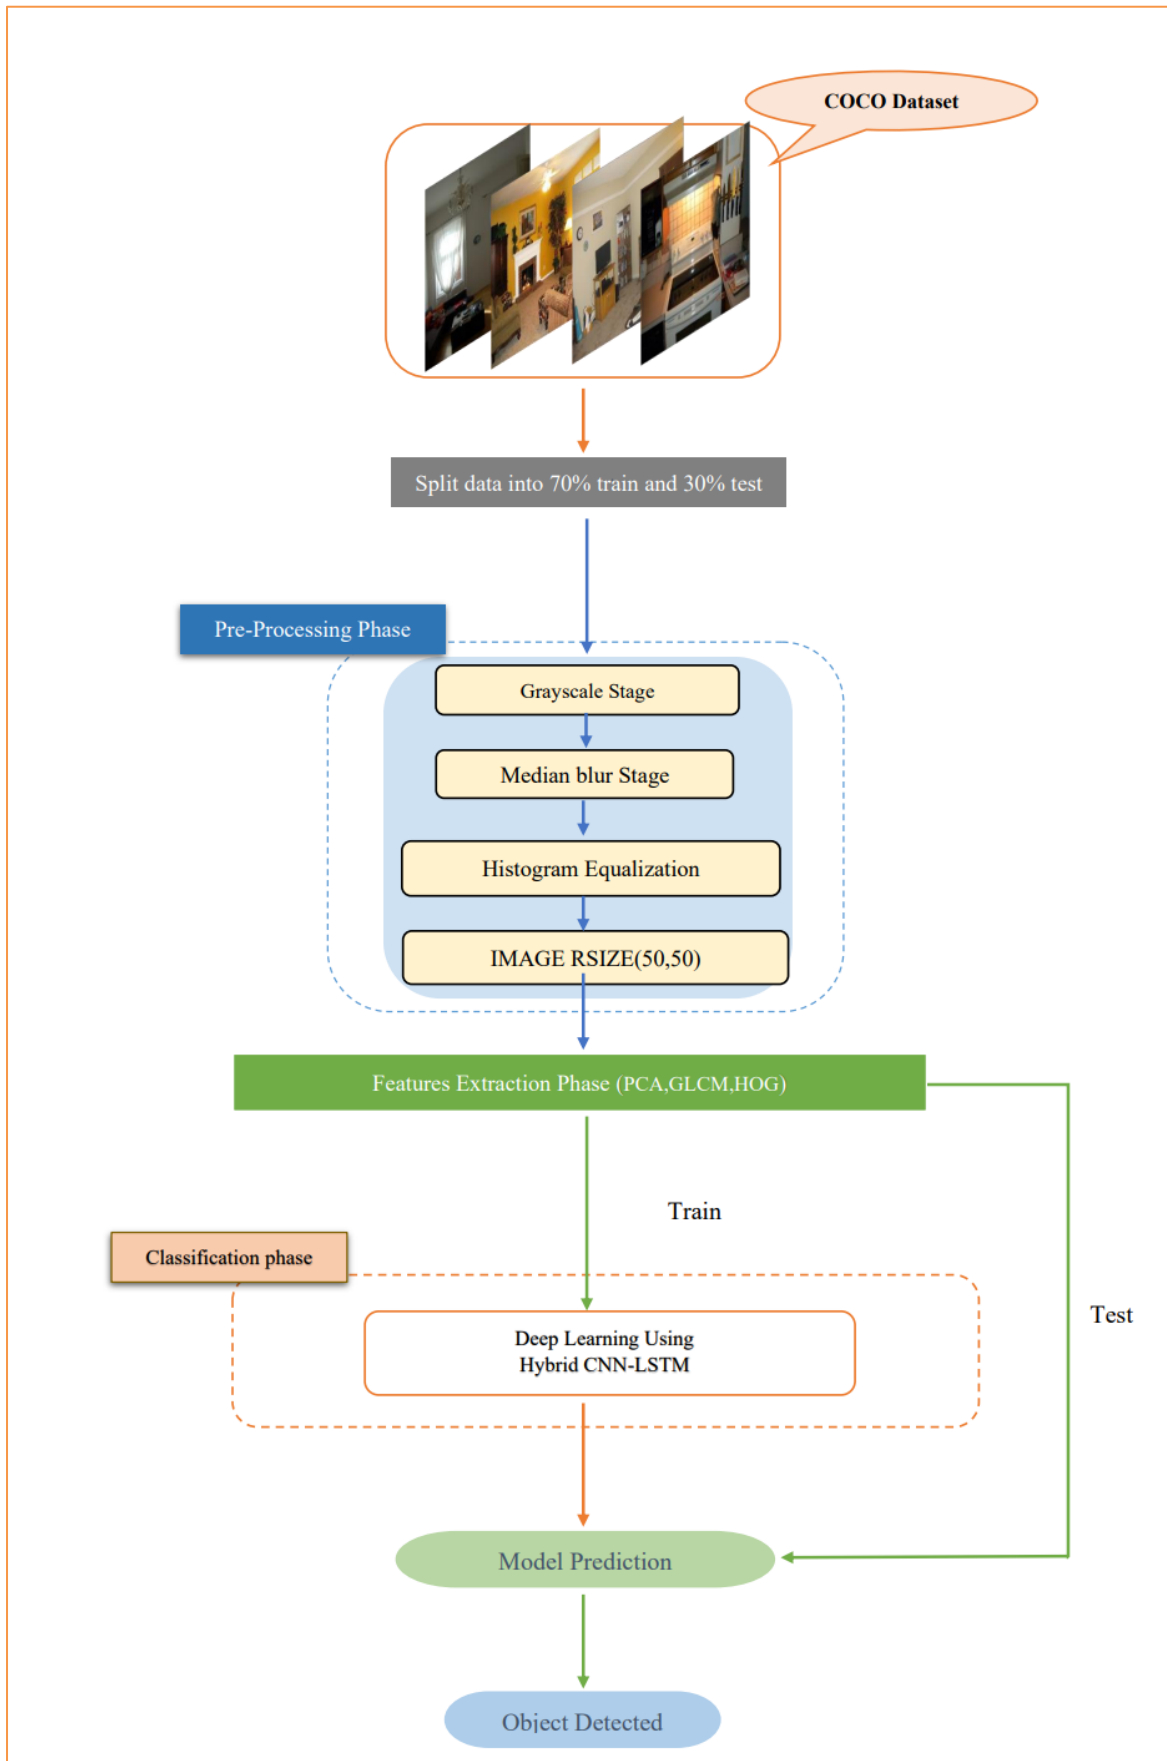 COCO Dataset
Split data into 70% train and 30% test
Pre-Processing Phase
Grayscale Stage
Median blur Stage
Histogram Equalization
IMAGE RSIZE(50,50)
Features Extraction Phase (PCA,GLCM,HOG)
Train
Classification phase
Test
Deep Learning Using
Hybrid CNN-LSTM
Model Prediction
Object Detected